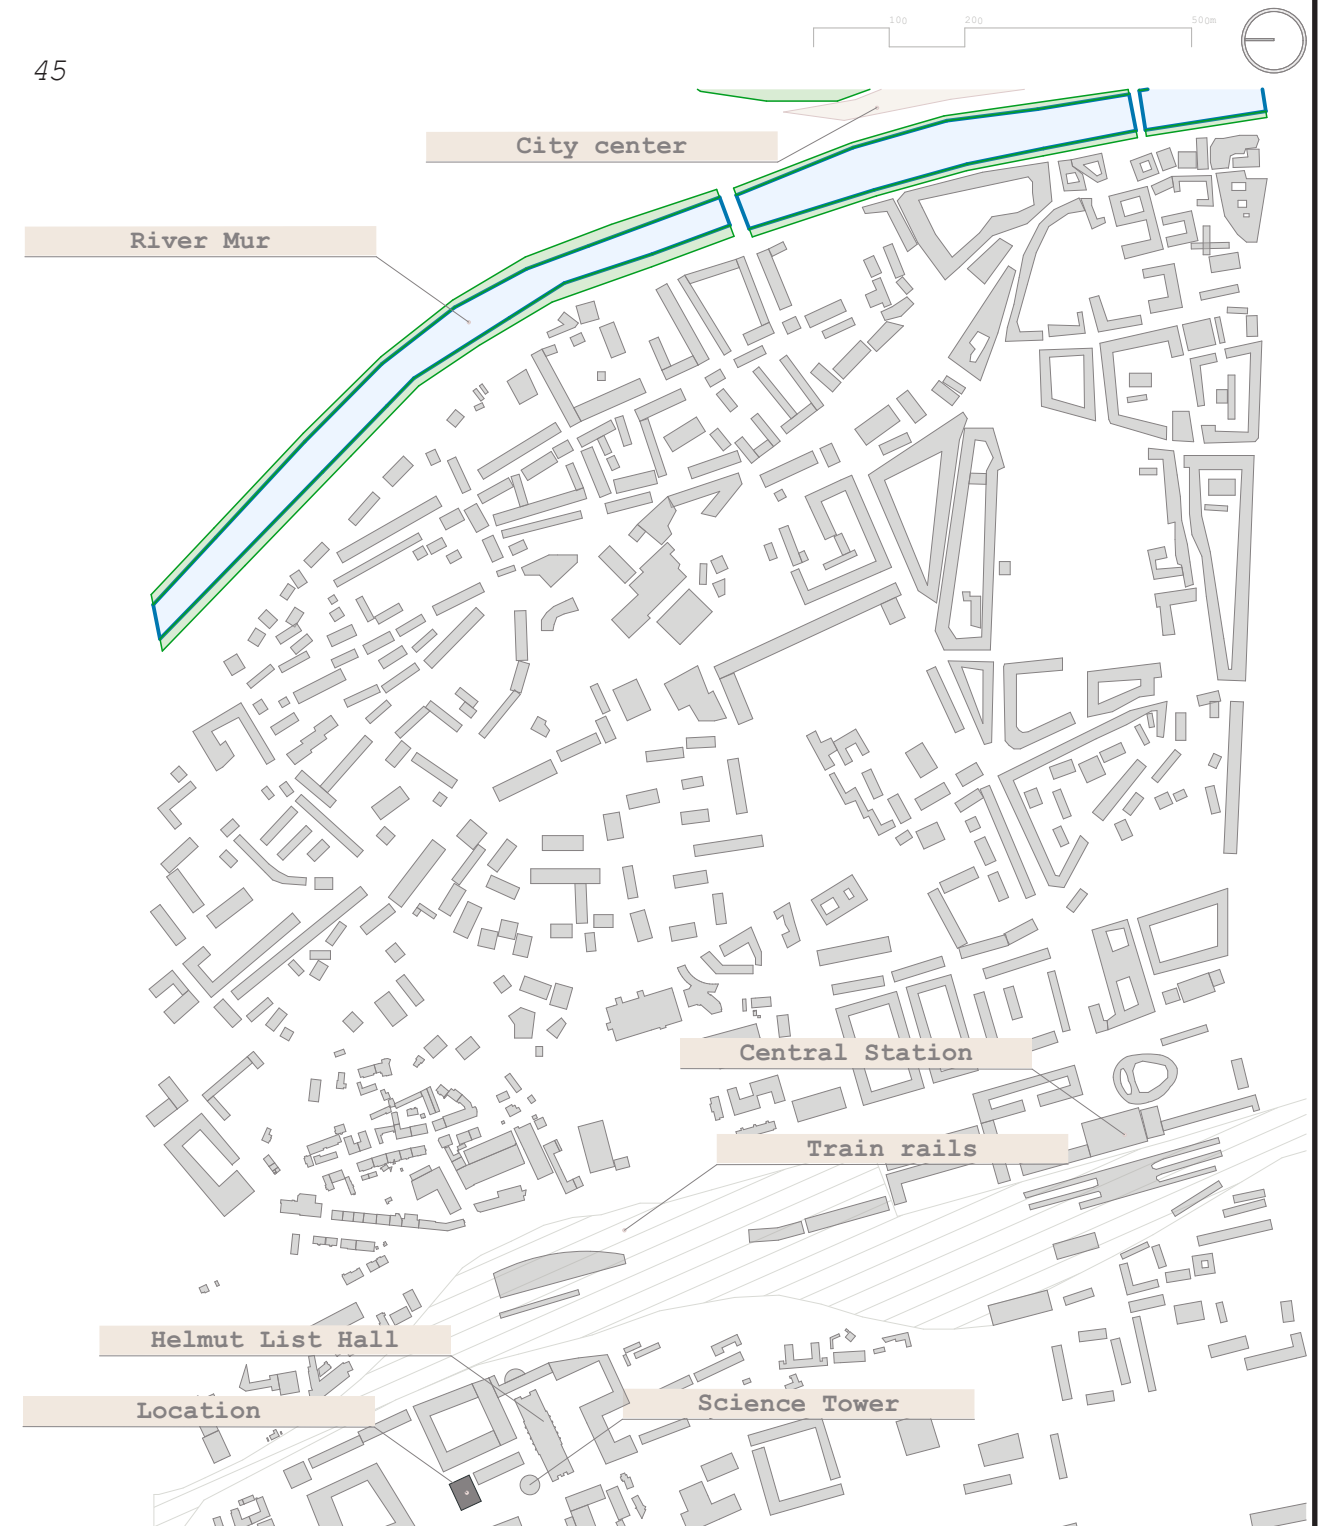 100 200 500m
45
City center
River Mur
Central Station
Train rails
Helmut List Hall
Science Tower
Location